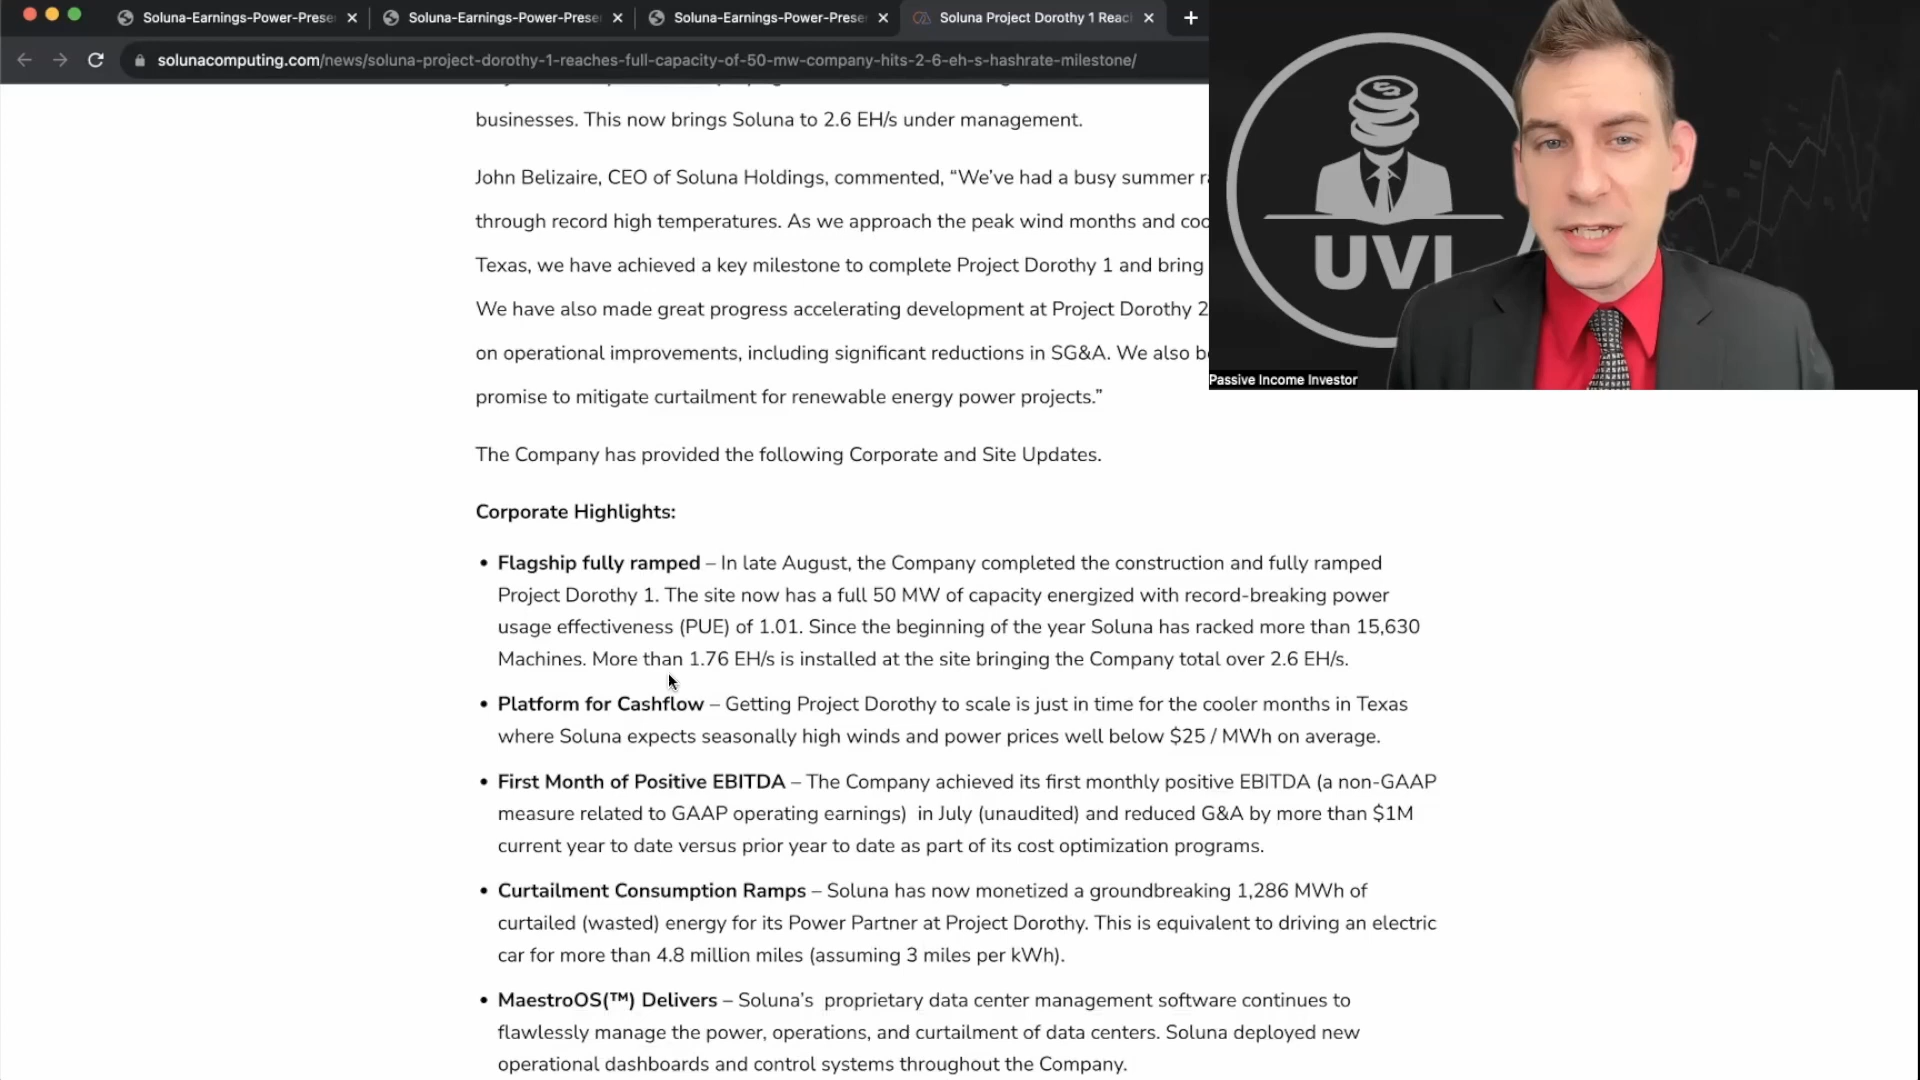 Soluna-Earnings-Power-Prese
Soluna-Earnings-Power-Prese
Soluna-Earnings-Power-Prese
Soluna Project Dorothy 1 Reac
solunacomputing.com/news/soluna-project-dorothy-1-reaches-full-capacity-of-50-mw-company-hits-2-6-eh-s-hashrate-milestone/
businesses. This now brings Soluna to 2.6 EH/s under management.
John Belizaire, CEO of Soluna Holdings, commented, “We’ve had a busy summer
through record high temperatures. As we approach the peak wind months and
Texas, we have achieved a key milestone to complete Project Dorothy 1 and bring
We have also made great progress accelerating development at Project Dorothy 2
on operational improvements, including significant reductions in SG&A. We also
promise to mitigate curtailment for renewable energy power projects.”
The Company has provided the following Corporate and Site Updates.
Corporate Highlights:
• Flagship fully ramped – In late August, the Company completed the construction and fully ramped
Project Dorothy 1. The site now has a full 50 MW of capacity energized with record-breaking power
usage effectiveness (PUE) of 1.01. Since the beginning of the year Soluna has racked more than 15,630
Machines. More than 1.76 EH/s is installed at the site bringing the Company total over 2.6 EH/s.
• Platform for Cashflow – Getting Project Dorothy to scale is just in time for the cooler months in Texas
where Soluna expects seasonally high winds and power prices well below $25 / MWh on average.
• First Month of Positive EBITDA – The Company achieved its first monthly positive EBITDA (a non-GAAP
measure related to GAAP operating earnings)  in July (unaudited) and reduced G&A by more than $1M
current year to date versus prior year to date as part of its cost optimization programs.
• Curtailment Consumption Ramps – Soluna has now monetized a groundbreaking 1,286 MWh of
curtailed (wasted) energy for its Power Partner at Project Dorothy. This is equivalent to driving an electric
car for more than 4.8 million miles (assuming 3 miles per kWh).
• MaestroOS(™) Delivers – Soluna’s  proprietary data center management software continues to
flawlessly manage the power, operations, and curtailment of data centers. Soluna deployed new
operational dashboards and control systems throughout the Company.
UVI
Passive Income Investor